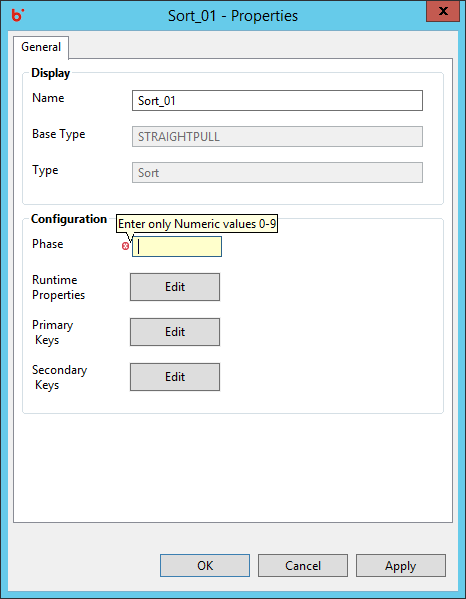 Sort_01 - Properties
General
Display
Name
Sort_01
Base Type
STRAIGHTPULL
Type
Sort
Configuration
Enter only Numeric values 0-9
Phase
Runtime
Properties
Edit
Primary
Keys
Edit
Secondary
Keys
Edit
OK
Cancel
Apply